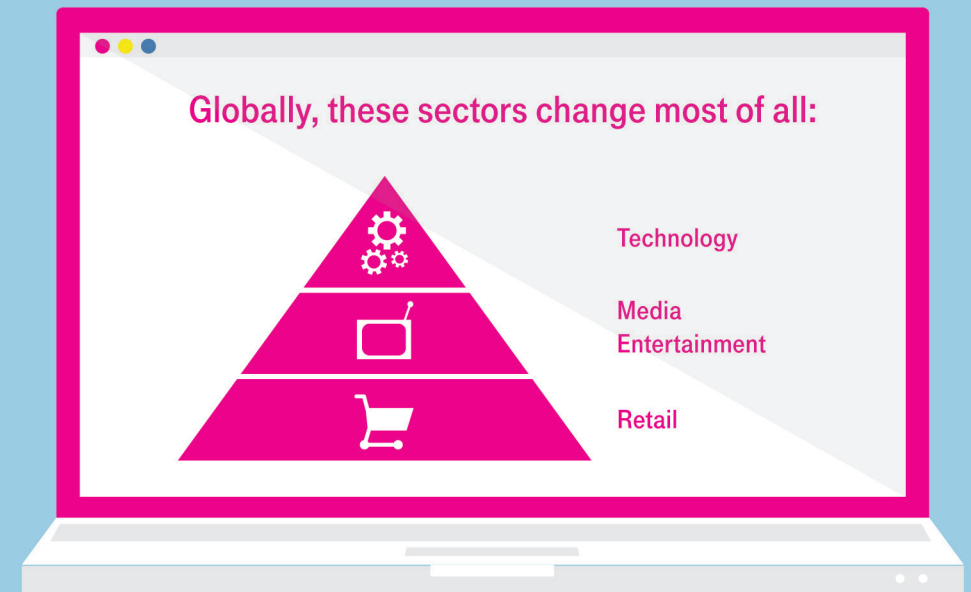 Globally, these sectors change most of all:
Technology
Media
Entertainment
Retail